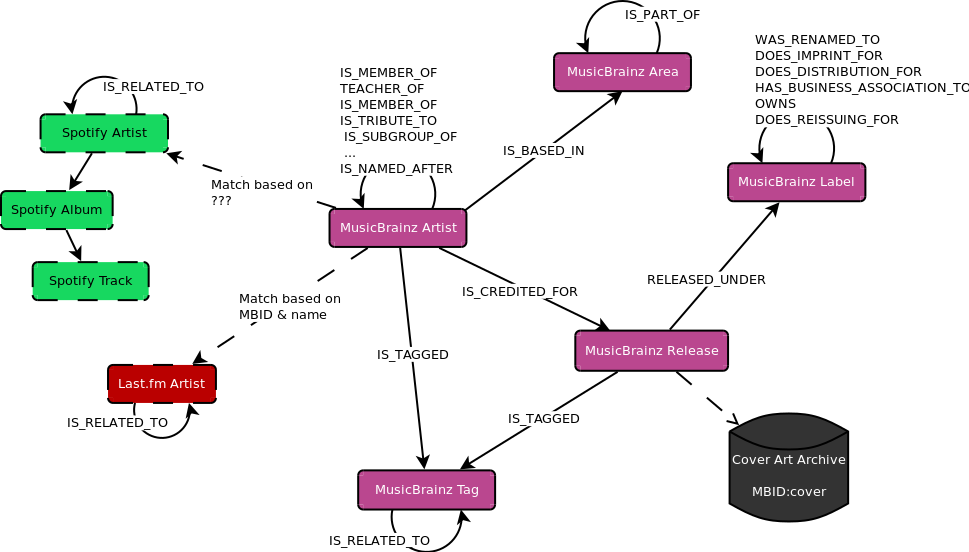 IS_PART_OF
MusicBrainz Area
WAS_RENAMED_TO
DOES_IMPRINT_FOR
DOES_DISTRIBUTION_FOR
HAS_BUSINESS_ASSOCIATION_TO
OWNS
DOES_REISSUING_FOR
MusicBrainz Label
IS_RELATED_TO
Spotify Artist
IS_MEMBER_OF
TEACHER_OF
IS_MEMBER_OF
IS_TRIBUTE_TO
IS_SUBGROUP_OF
...
IS_NAMED_AFTER
IS_BASED_IN
Match based on
???
Spotify Album
MusicBrainz Artist
Spotify Track
Match based on
MBID & name
IS_CREDITED_FOR
RELEASED_UNDER
IS_TAGGED
MusicBrainz Release
Last.fm Artist
IS_RELATED_TO
IS_TAGGED
Cover Art Archive
MBID:cover
MusicBrainz Tag
IS_RELATED_TO